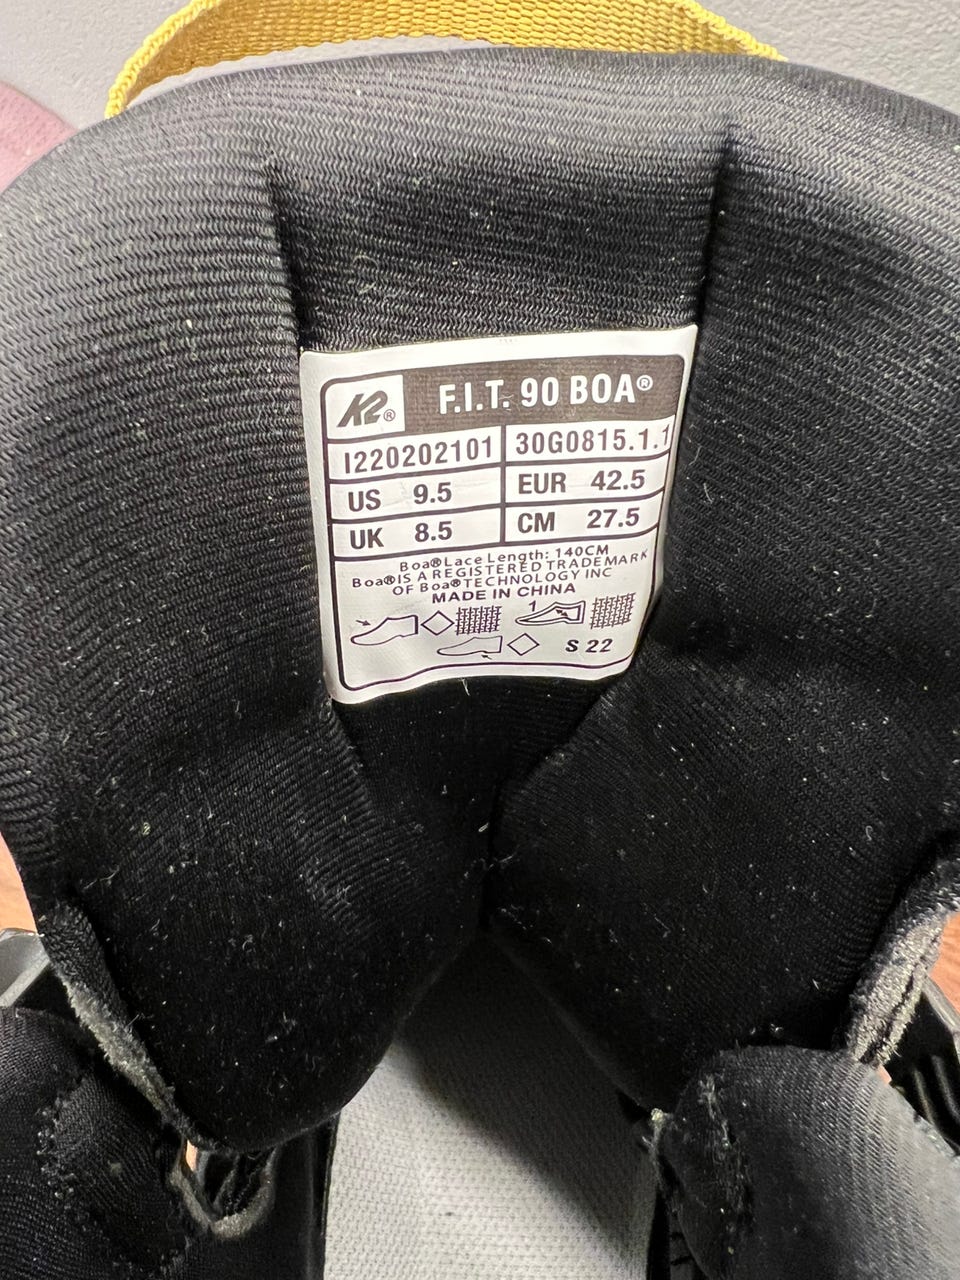 K2® F.I.T. 90 BOA®
I220202101 30G0815.1.1
US 9.5 EUR 42.5
UK 8.5 CM 27.5
Boa®Lace Length: 140CM
Boa®IS A REGISTERED TRADEMARK
OF Boa®TECHNOLOGY INC
MADE IN CHINA
1
S 22